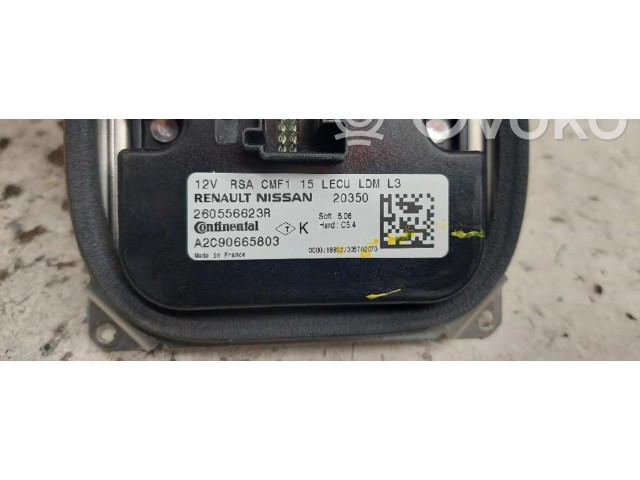 OVOKO
12V RSA CMF1 15 LECU LDM L3
RENAULT NISSAN 20350
260556623R Soft: 5.06
Continental T K Hard: C5.4
A2C90665803
Made in France